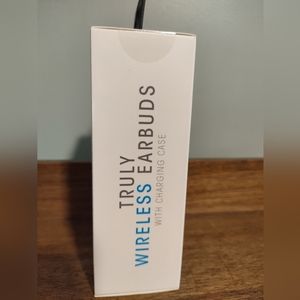 TRULY
WIRELESS EARBUDS
WITH CHARGING CASE